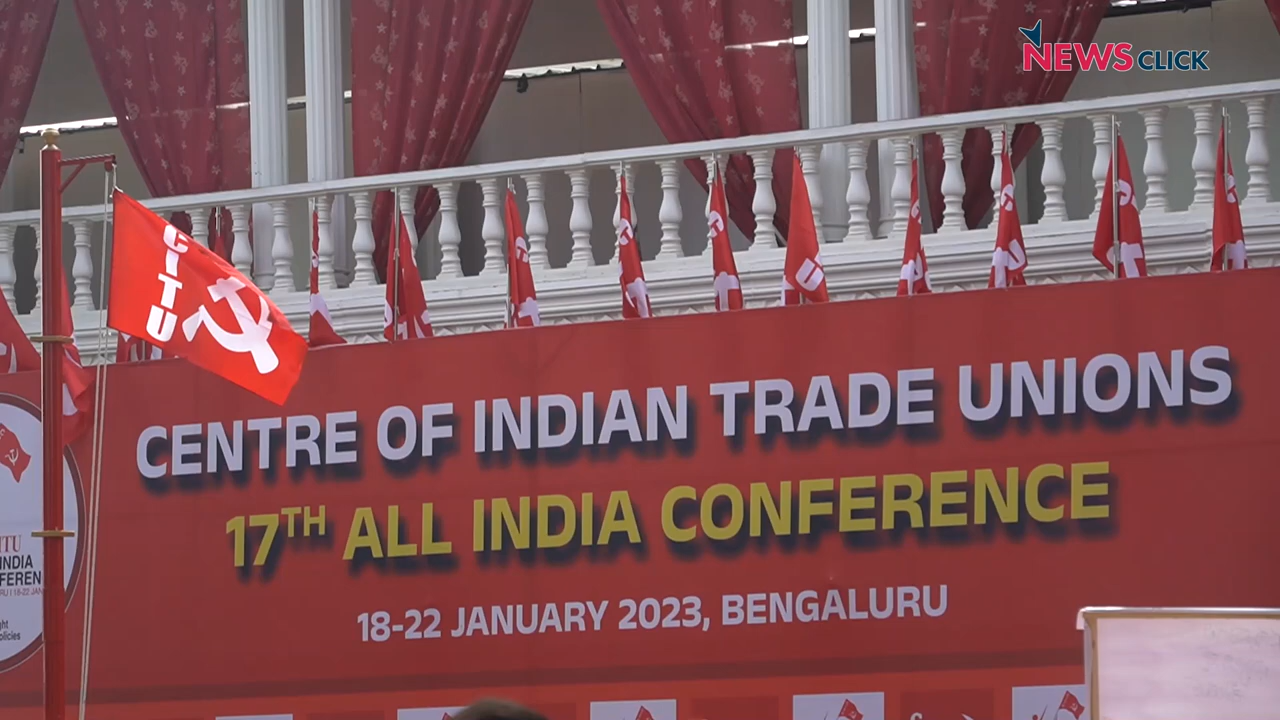 NEWSCLICK
CITU
CENTRE OF INDIAN TRADE UNIONS
17TH ALL INDIA CONFERENCE
18-22 JANUARY 2023, BENGALURU